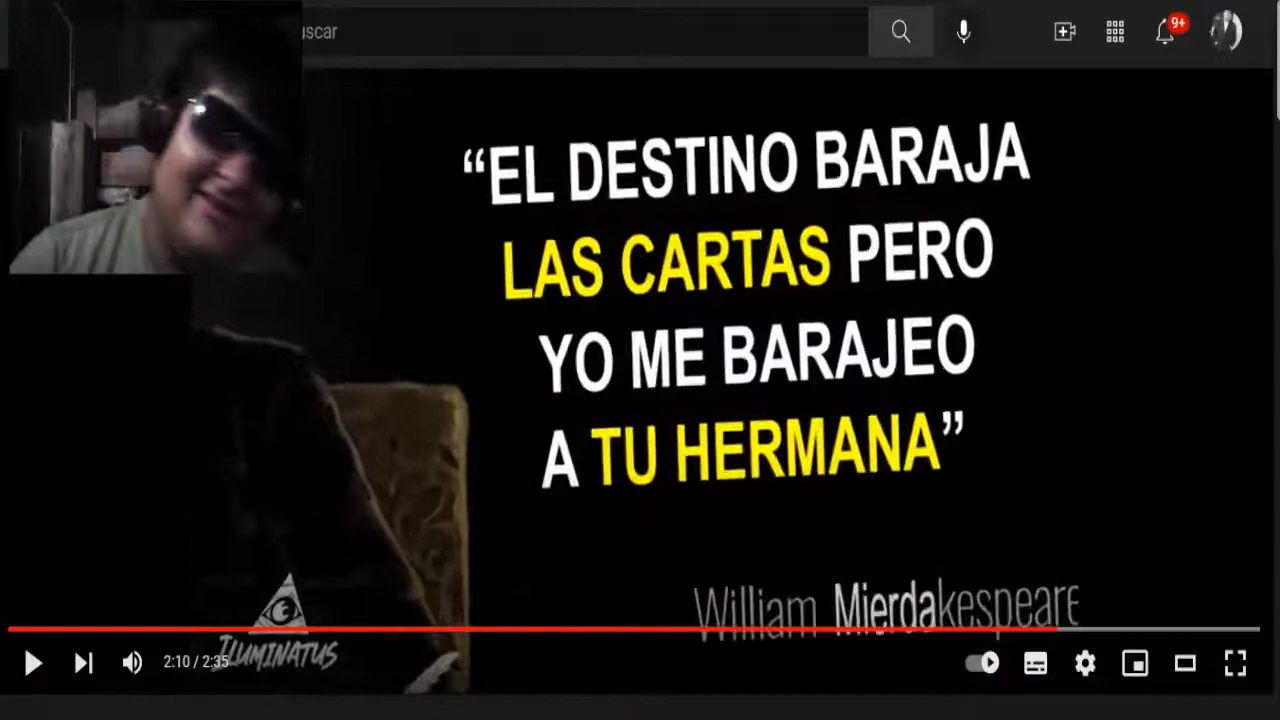 uscar
9+
“EL DESTINO BARAJA
LAS CARTAS PERO
YO ME BARAJEO
A TU HERMANA”
William Mierdakespeare
ILUMINATUS
2:10 / 2:35